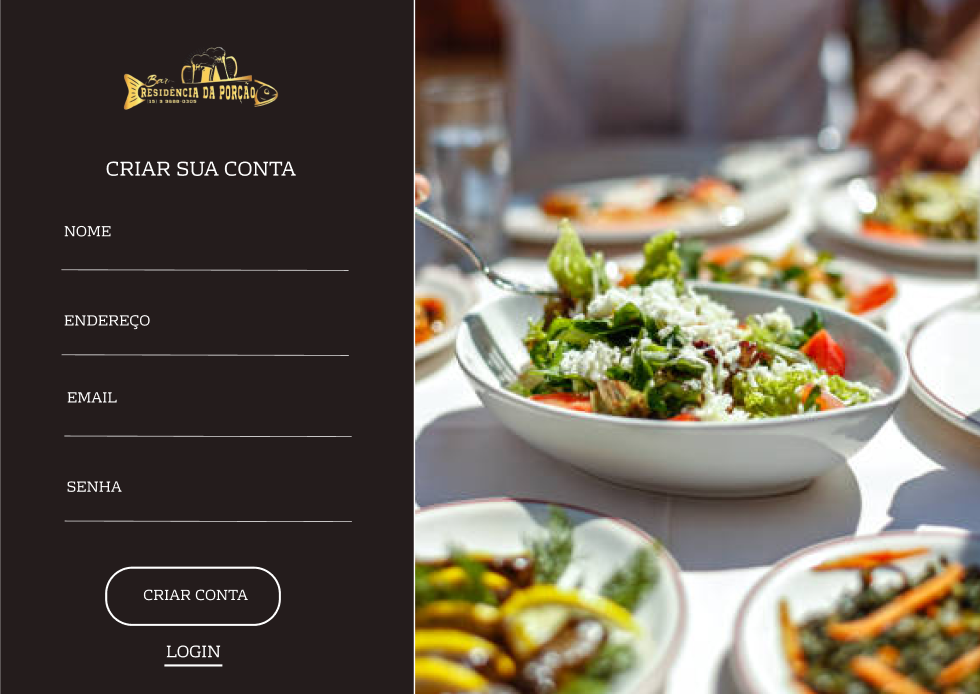 Bar
RESIDÊNCIA DA PORÇÃO
CRIAR SUA CONTA
NOME
ENDEREÇO
EMAIL
SENHA
CRIAR CONTA
LOGIN